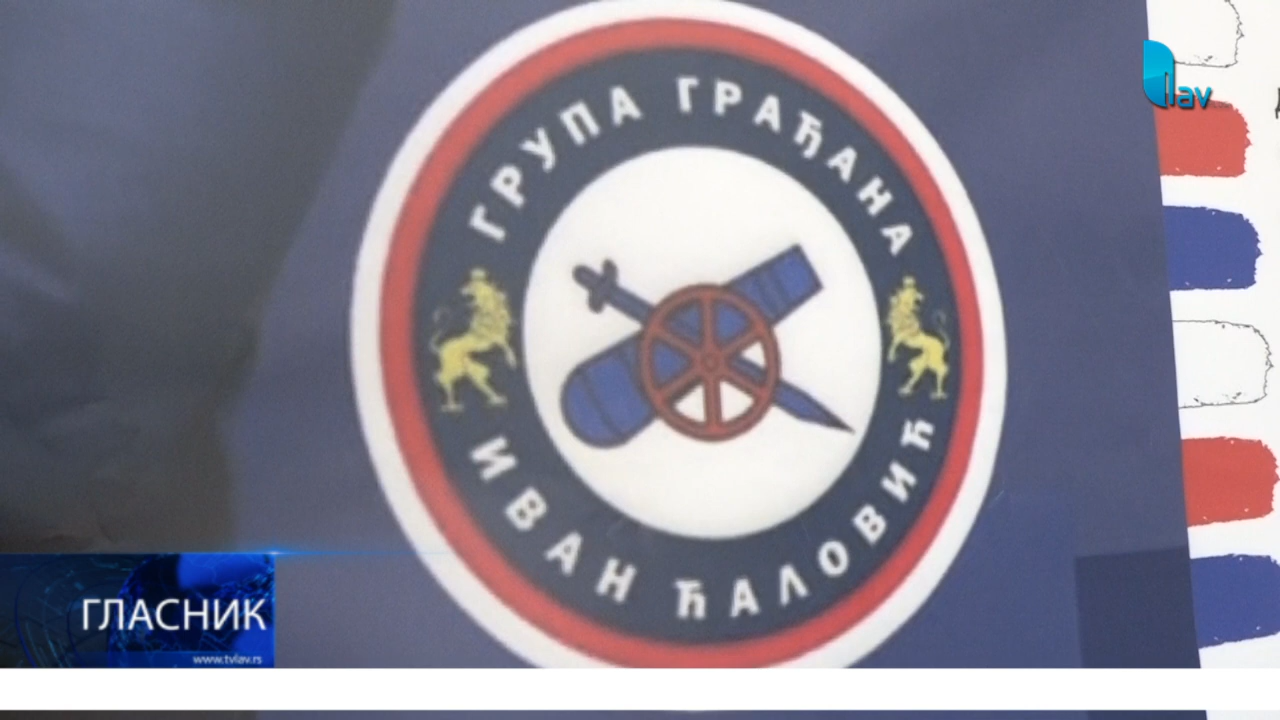 lav
ГРУПА ГРАЂАНА
ИВАН ЋАЛОВИЋ
ГЛАСНИК
www.tvlav.rs